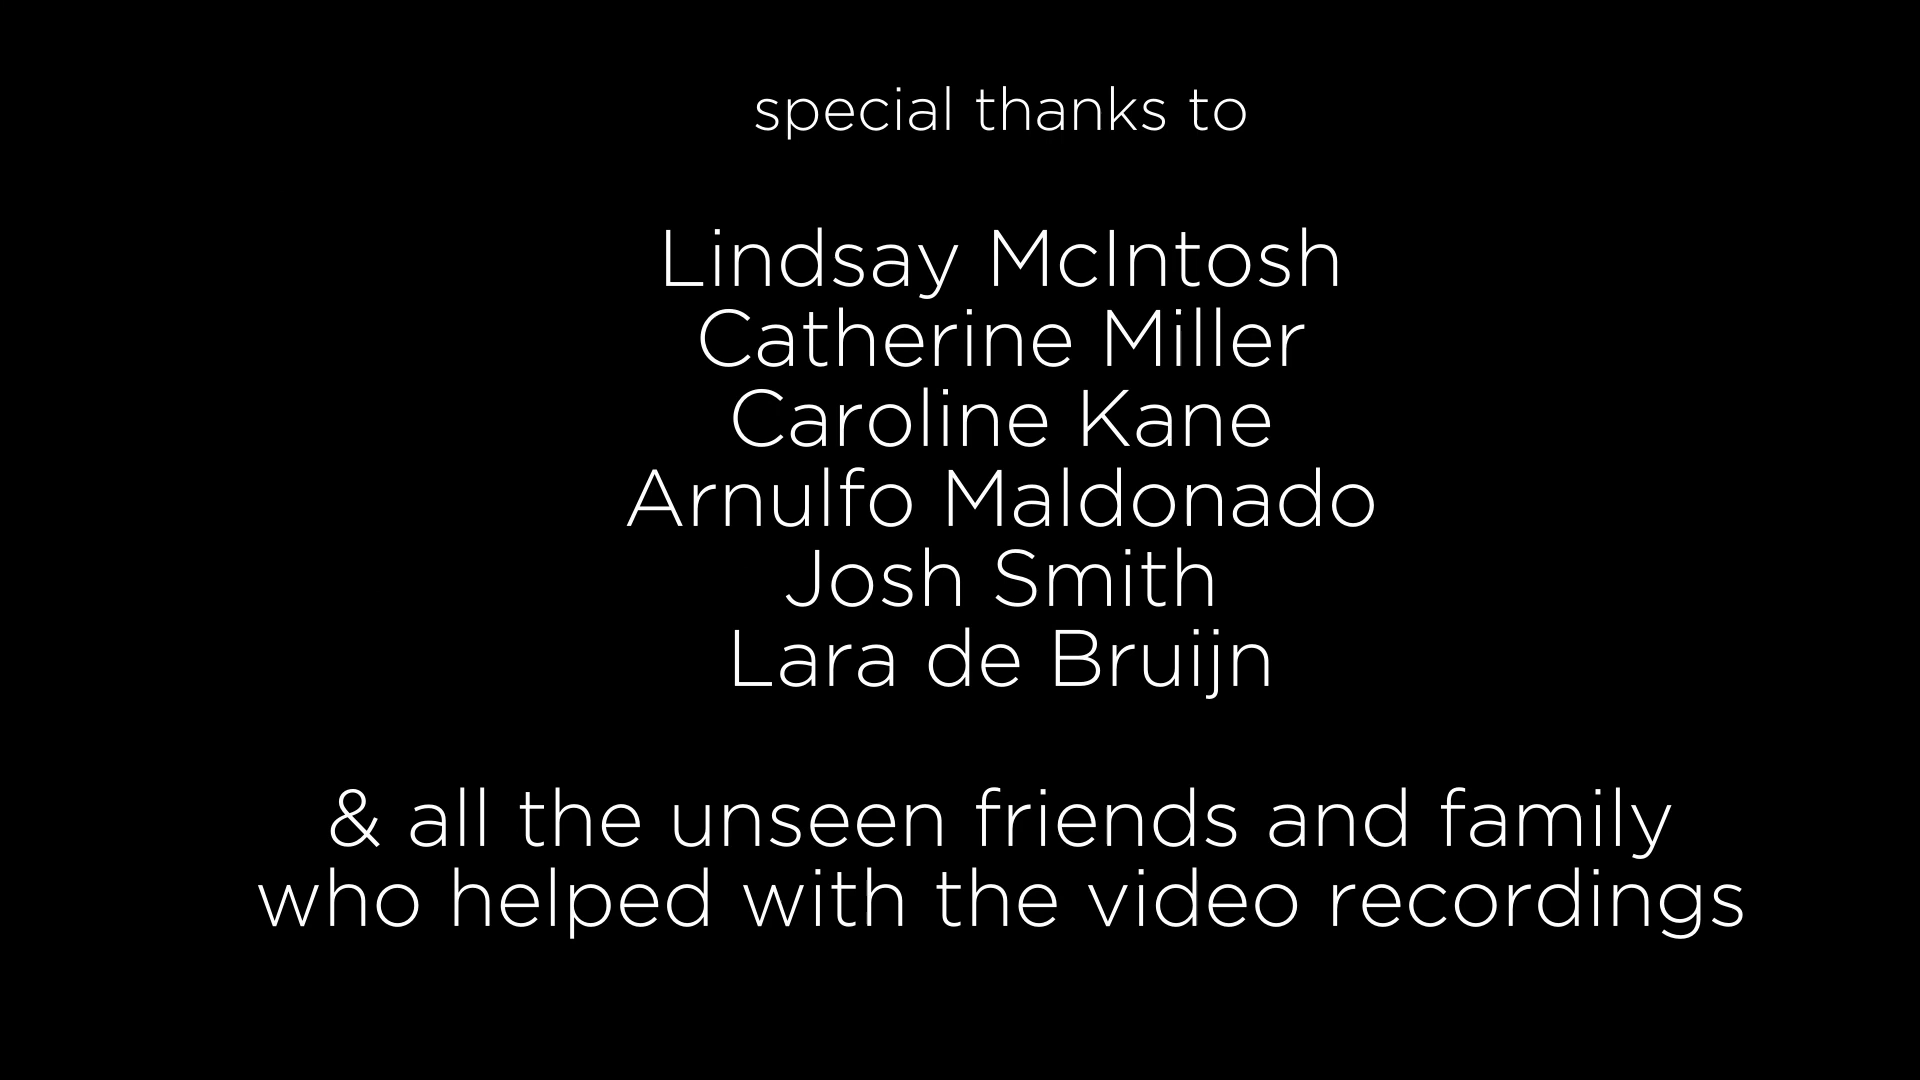 special thanks to
Lindsay McIntosh
Catherine Miller
Caroline Kane
Arnulfo Maldonado
Josh Smith
Lara de Bruijn
& all the unseen friends and family
who helped with the video recordings